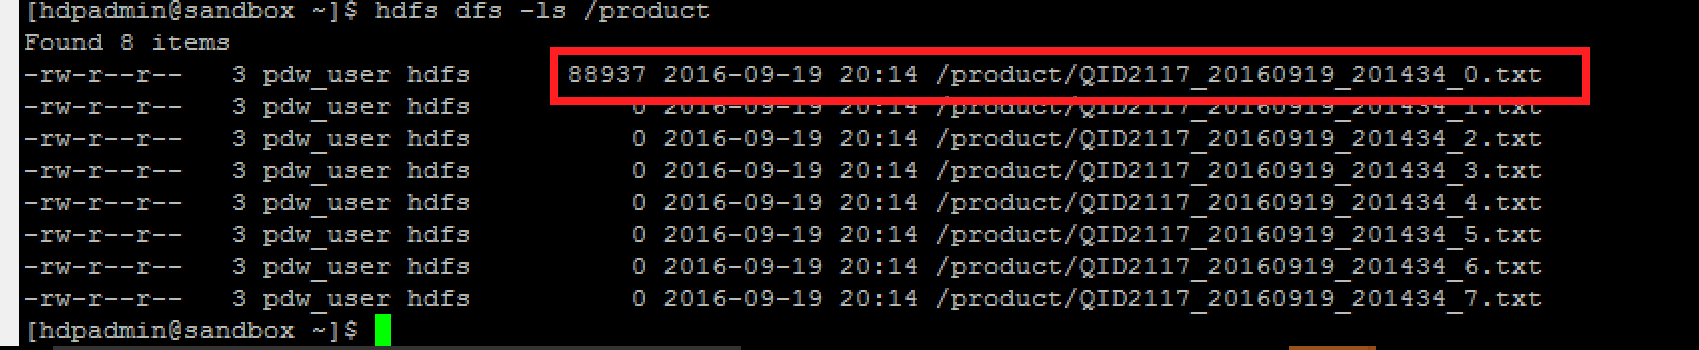 [hdpadmin@sandbox ~]$ hdfs dfs -ls /product
Found 8 items
-rw-r--r--   3 pdw_user hdfs      88937 2016-09-19 20:14 /product/QID2117_20160919_201434_0.txt
-rw-r--r--   3 pdw_user hdfs          0 2016-09-19 20:14 /product/QID2117_20160919_201434_1.txt
-rw-r--r--   3 pdw_user hdfs          0 2016-09-19 20:14 /product/QID2117_20160919_201434_2.txt
-rw-r--r--   3 pdw_user hdfs          0 2016-09-19 20:14 /product/QID2117_20160919_201434_3.txt
-rw-r--r--   3 pdw_user hdfs          0 2016-09-19 20:14 /product/QID2117_20160919_201434_4.txt
-rw-r--r--   3 pdw_user hdfs          0 2016-09-19 20:14 /product/QID2117_20160919_201434_5.txt
-rw-r--r--   3 pdw_user hdfs          0 2016-09-19 20:14 /product/QID2117_20160919_201434_6.txt
-rw-r--r--   3 pdw_user hdfs          0 2016-09-19 20:14 /product/QID2117_20160919_201434_7.txt
[hdpadmin@sandbox ~]$